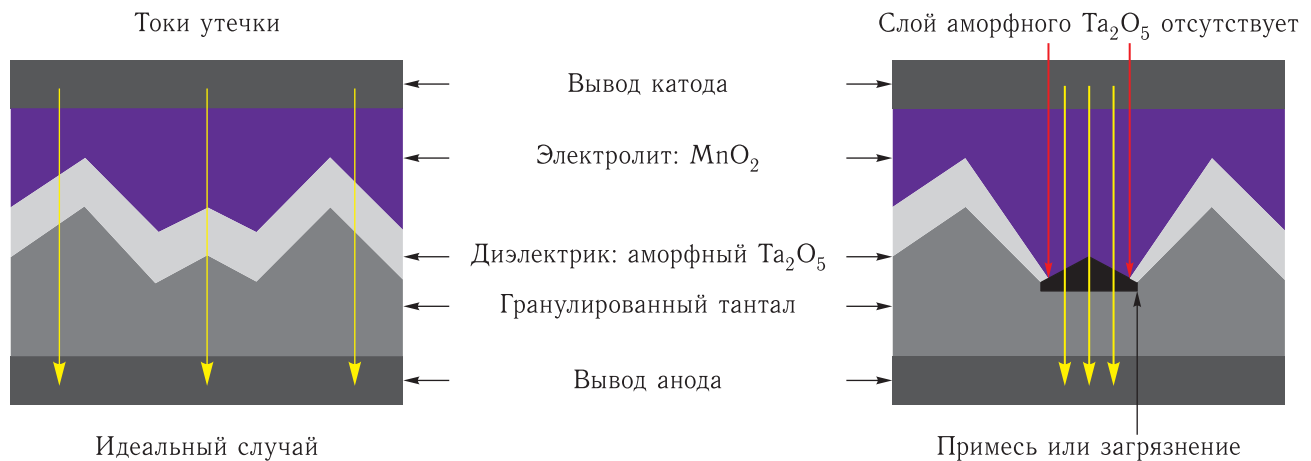 Токи утечки
Слой аморфного Ta₂O₅ отсутствует
Вывод катода
Электролит: MnO₂
Диэлектрик: аморфный Ta₂O₅
Гранулированный тантал
Вывод анода
Идеальный случай
Примесь или загрязнение